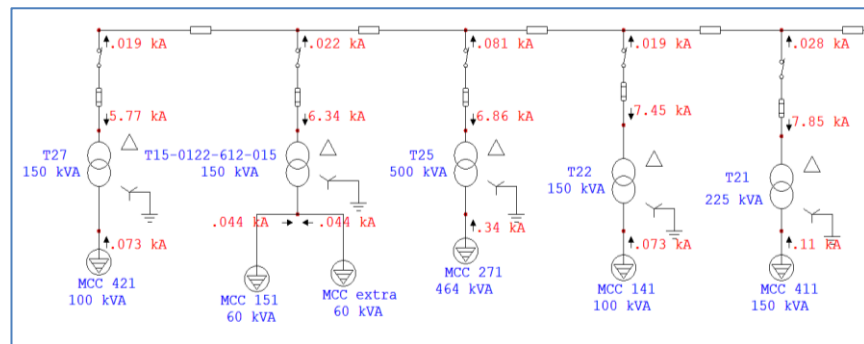 .019 kA
.022 kA
.081 kA
.019 kA
.028 kA
5.77 kA
6.34 kA
6.86 kA
7.45 kA
7.85 kA
T27
150 kVA
T15-0122-612-015
150 kVA
T25
500 kVA
T22
150 kVA
T21
225 kVA
.073 kA
.044 kA
.044 kA
.34 kA
.073 kA
.11 kA
MCC 421
100 kVA
MCC 151
60 kVA
MCC extra
60 kVA
MCC 271
464 kVA
MCC 141
100 kVA
MCC 411
150 kVA